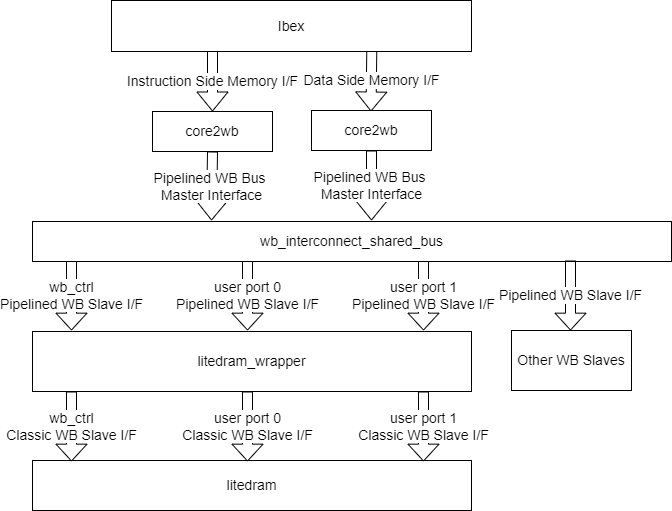 Ibex
Instruction Side Memory I/F
Data Side Memory I/F
core2wb
core2wb
Pipelined WB Bus
Master Interface
Pipelined WB Bus
Master Interface
wb_interconnect_shared_bus
wb_ctrl
Pipelined WB Slave I/F
user port 0
Pipelined WB Slave I/F
user port 1
Pipelined WB Slave I/F
Pipelined WB Slave I/F
litedram_wrapper
Other WB Slaves
wb_ctrl
Classic WB Slave I/F
user port 0
Classic WB Slave I/F
user port 1
Classic WB Slave I/F
litedram